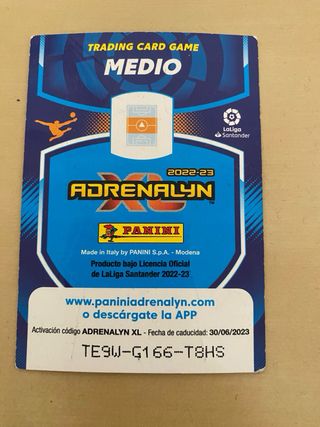 TRADING CARD GAME
MEDIO
LaLiga
Santander
2022-23
ADRENALYN
XL
PANINI
Made in Italy by PANINI S.p.A. - Modena
Producto bajo Licencia Oficial
de LaLiga Santander 2022-23
www.paniniadrenalyn.com
o descárgate la APP
Activación código ADRENALYN XL - Fecha de caducidad: 30/06/2023
TE9W-G166-T8HS